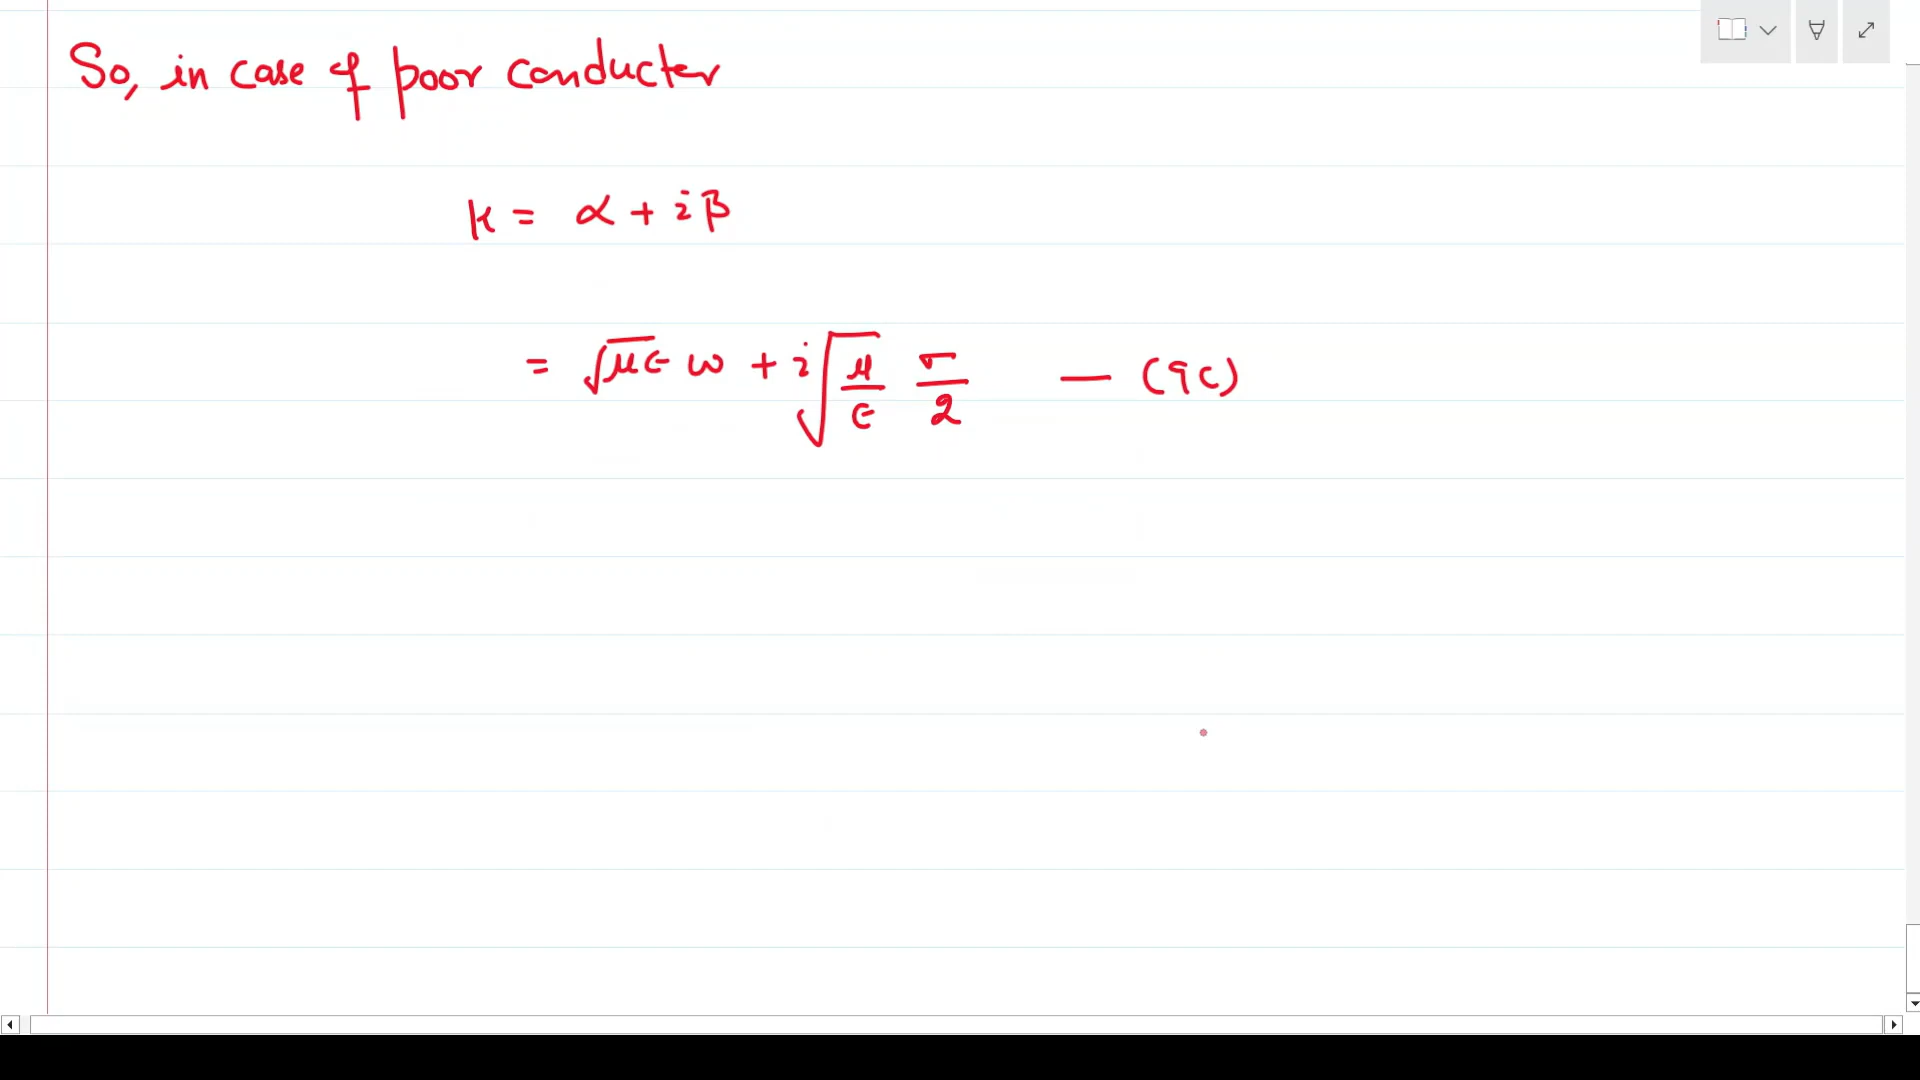 So, in case of poor conductor
k = α + iβ
= √με ω + i √(μ/ε) σ/2 — (9c)